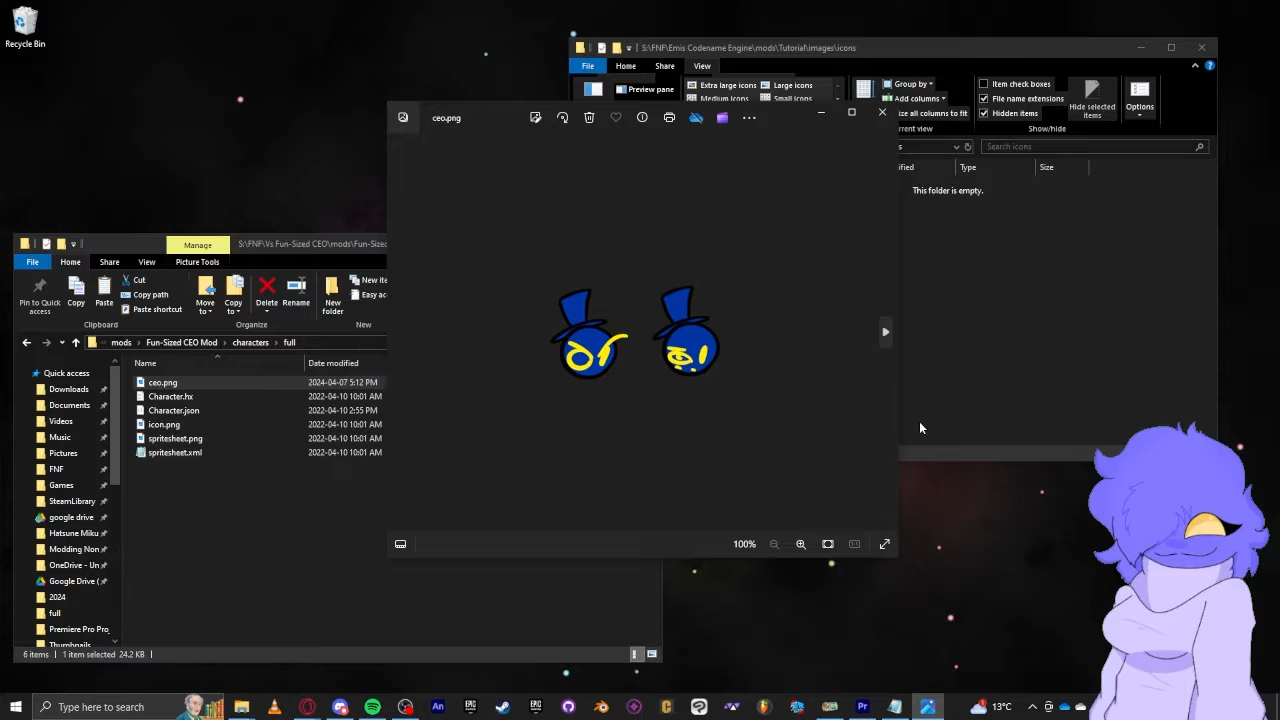 Recycle Bin
S:\FNF\Emis Codename Engine\mods\Tutorial\images\icons
File
Home
Share
View
Preview pane
Extra large icons
Large icons
Medium icons
Small icons
Group by
Add columns
Size all columns to fit
Item check boxes
File name extensions
Hidden items
Hide selected items
Options
Show/hide
Search icons
Type
Size
This folder is empty.
ceo.png
100%
Manage
S:\FNF\Vs Fun-Sized CEO\mods\Fun-Sized
File
Home
Share
View
Picture Tools
Pin to Quick access
Copy
Paste
Cut
Copy path
Paste shortcut
Move to
Copy to
Delete
Rename
New folder
New ite
Easy acc
Clipboard
Organize
New
mods
Fun-Sized CEO Mod
characters
full
Name
Date modified
Quick access
Downloads
Documents
Videos
Music
Pictures
FNF
Games
SteamLibrary
google drive
Hatsune Miku
Modding Non
OneDrive - Un
Google Drive (
2024
full
Premiere Pro Pro
Thumbnails
ceo.png 2024-04-07 5:12 PM
Character.hx 2022-04-10 10:01 AM
Character.json 2022-04-10 2:55 PM
icon.png 2022-04-10 10:01 AM
spritesheet.png 2022-04-10 10:01 AM
spritesheet.xml 2022-04-10 10:01 AM
6 items
1 item selected 24.2 KB
Type here to search
13°C